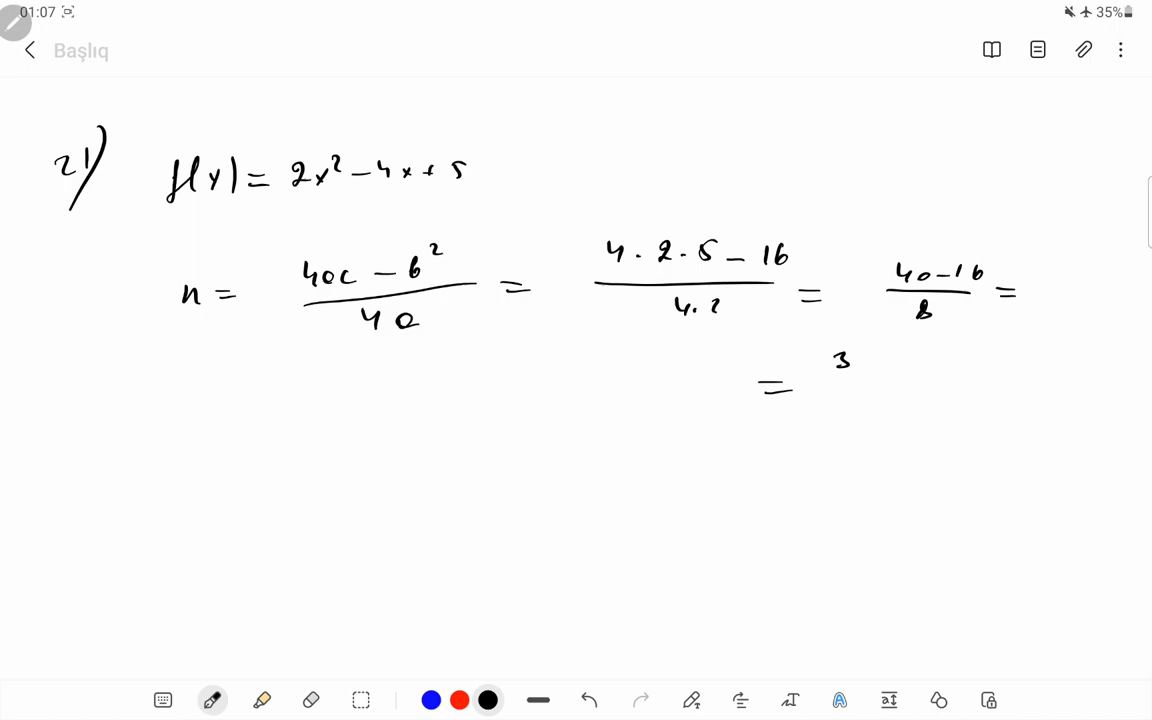 01:07 35%
Başlıq
21) f(x) = 2x² - 4x + 5
n = 4ac - b² / 4a = 4 · 2 · 5 - 16 / 4 · 2 = 40 - 16 / 8 =
= 3